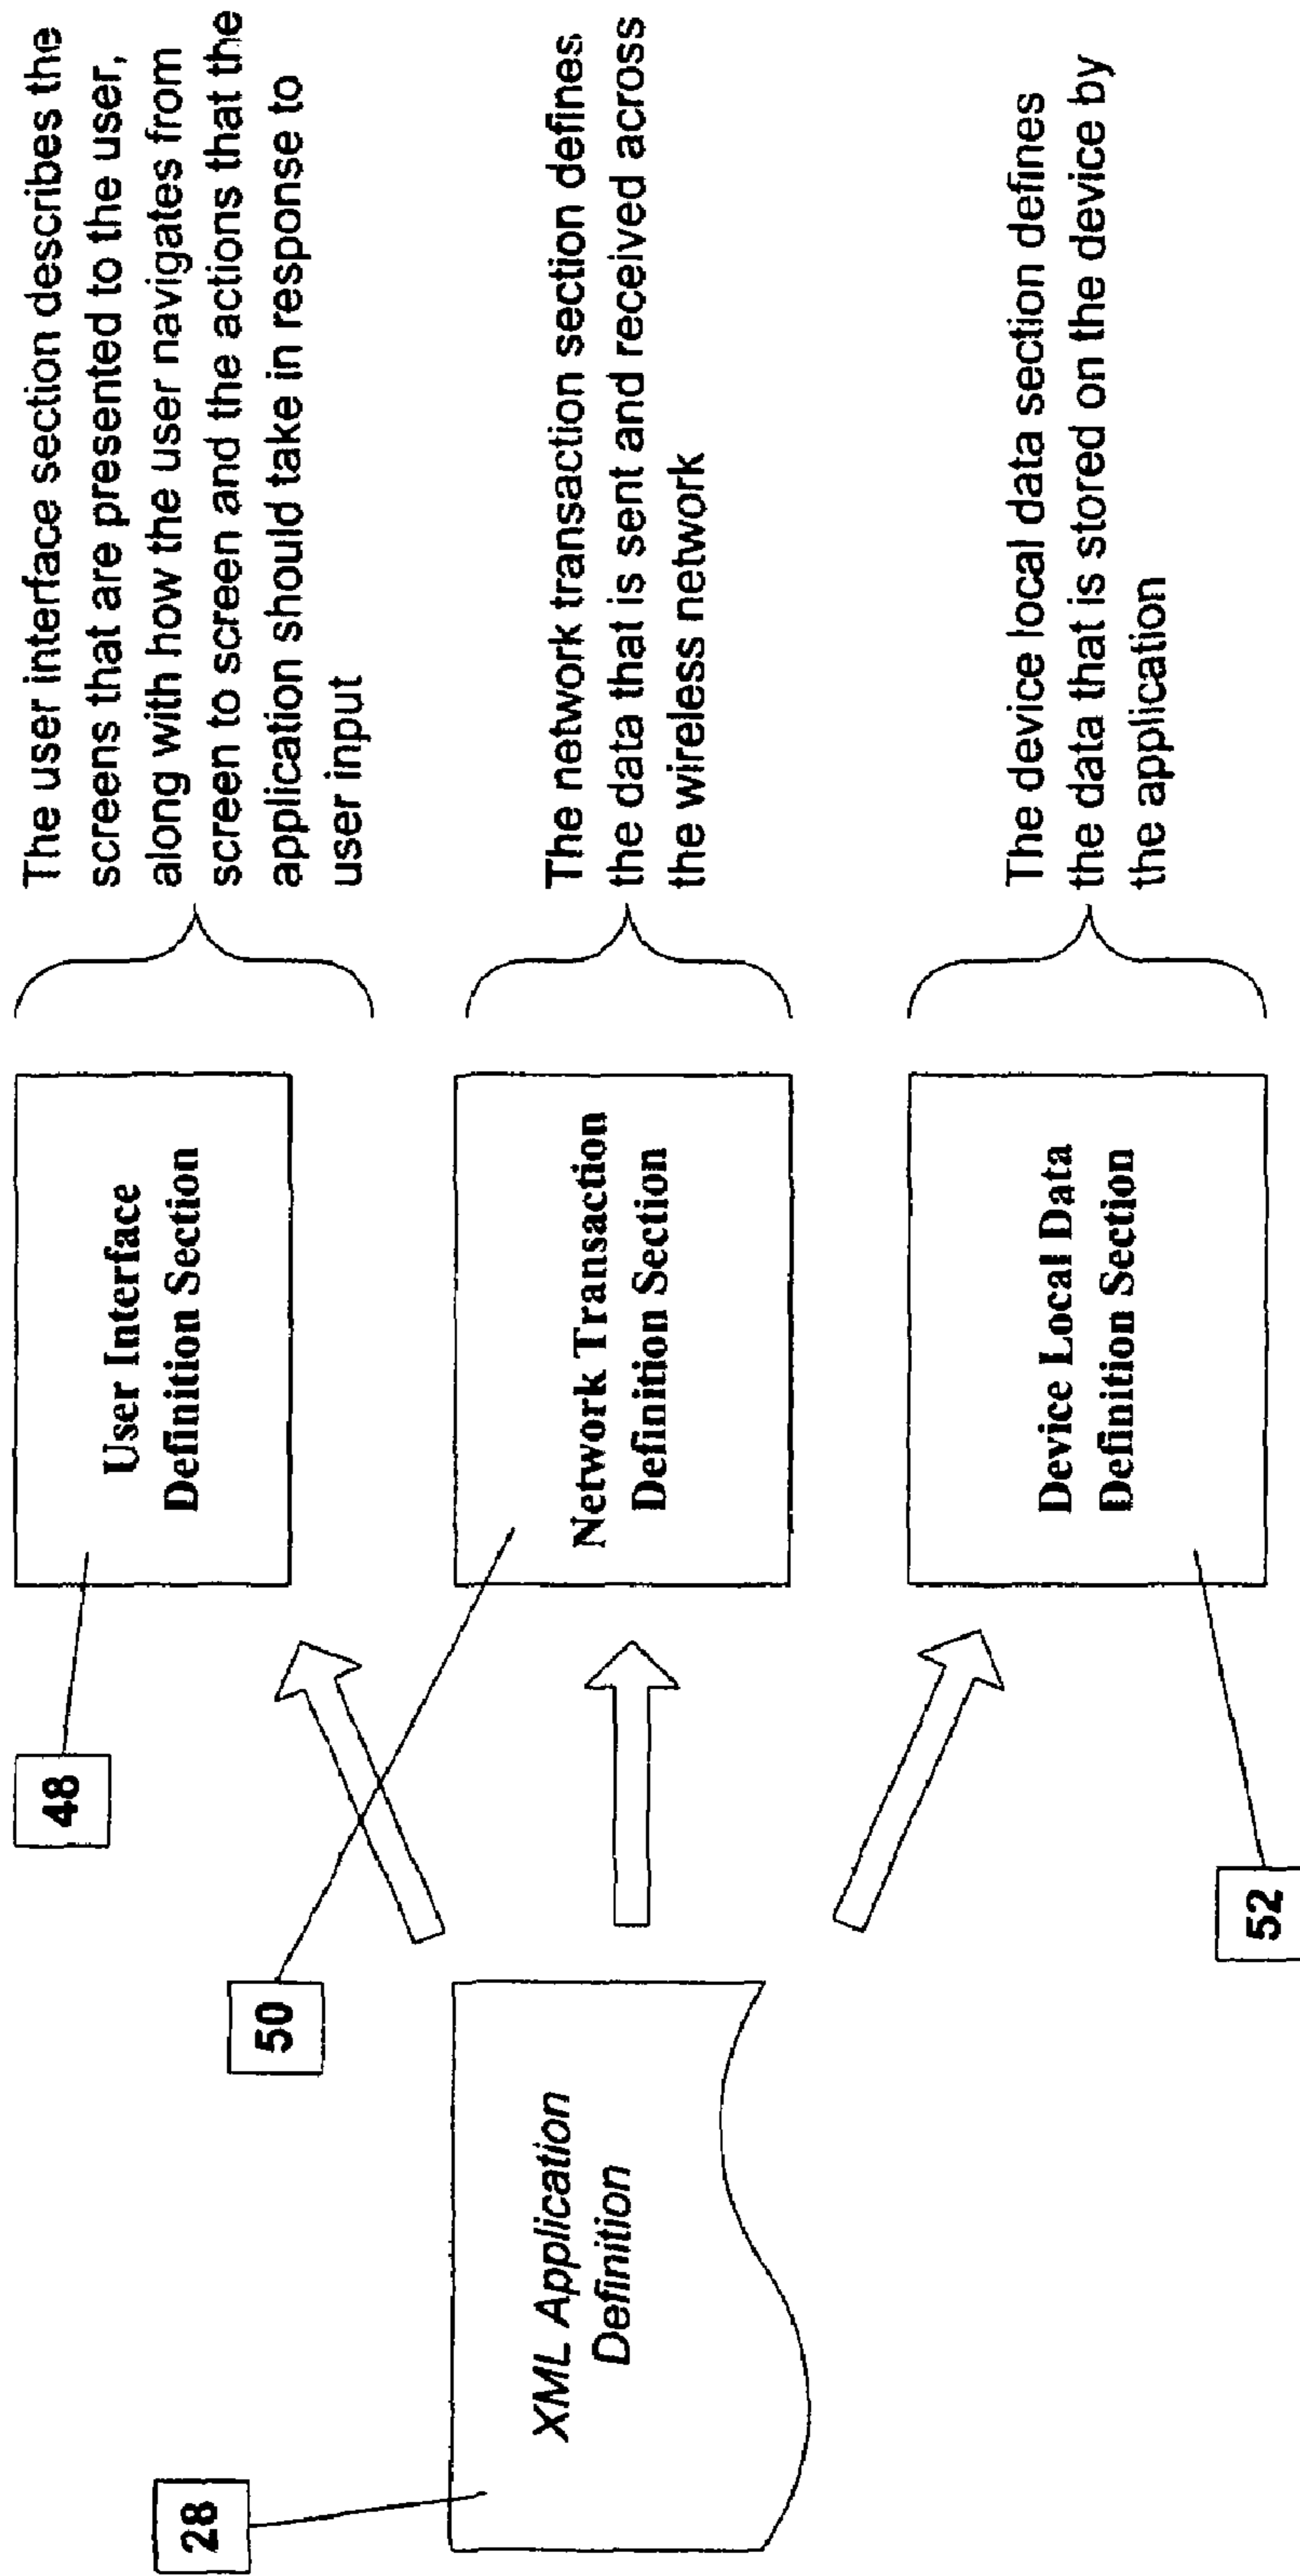 28
XML Application
Definition
48
50
52
User Interface
Definition Section
Network Transaction
Definition Section
Device Local Data
Definition Section
The user interface section describes the
screens that are presented to the user,
along with how the user navigates from
screen to screen and the actions that the
application should take in response to
user input
The network transaction section defines
the data that is sent and received across
the wireless network
The device local data section defines
the data that is stored on the device by
the application